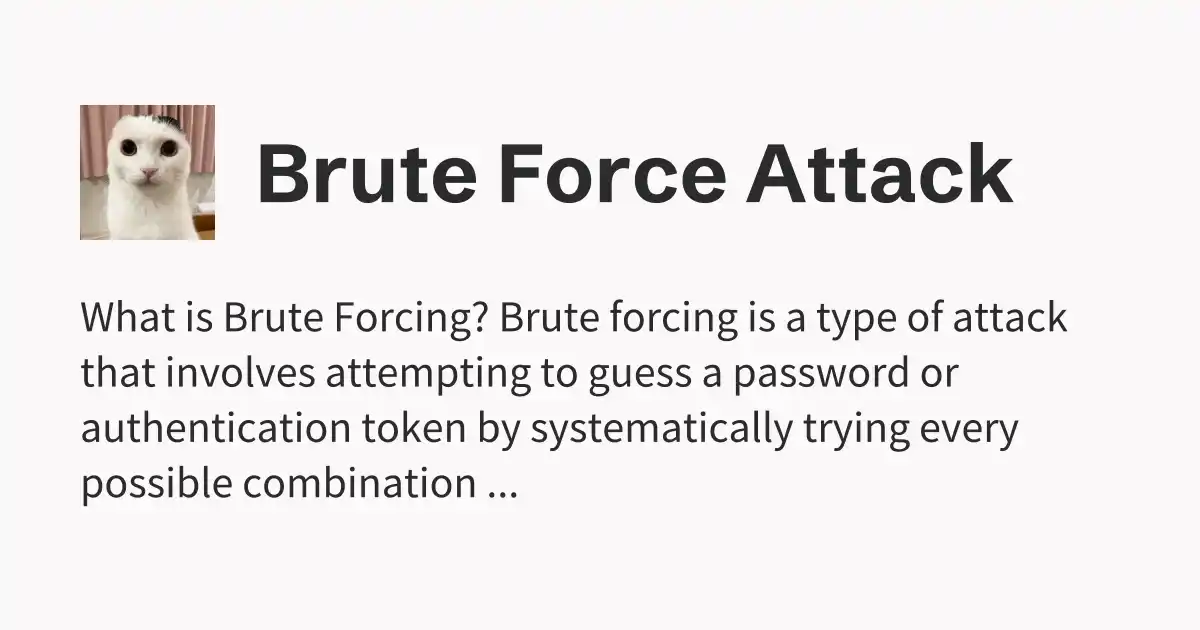 Brute Force Attack
What is Brute Forcing? Brute forcing is a type of attack
that involves attempting to guess a password or
authentication token by systematically trying every
possible combination ...